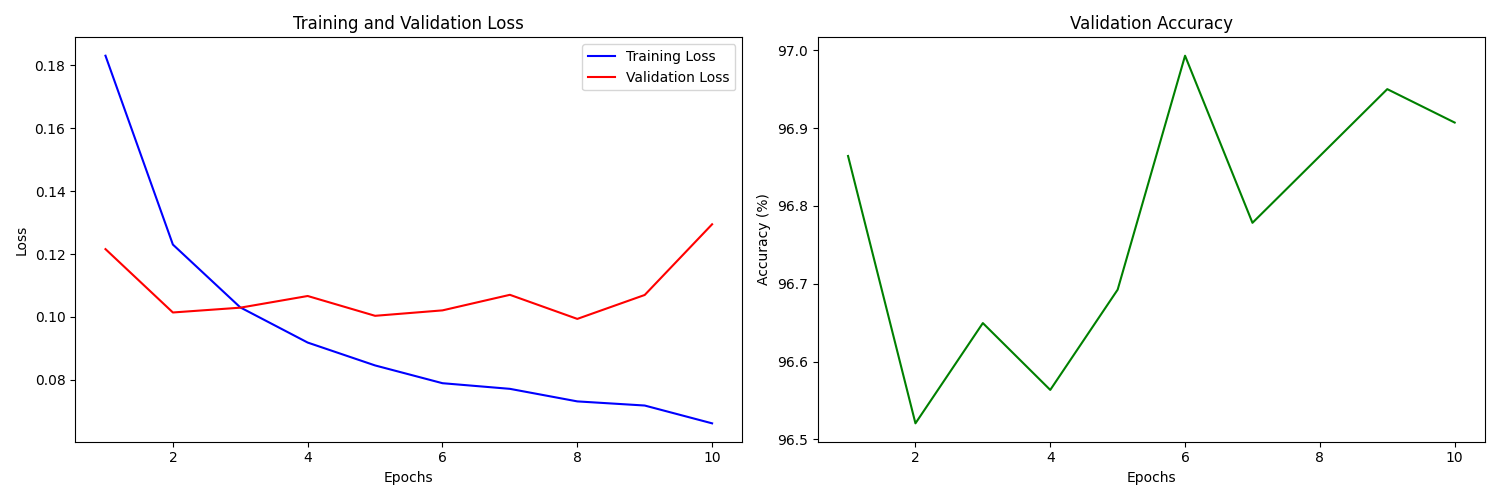 Training and Validation Loss
Training Loss
Validation Loss
0.18
0.16
0.14
0.12
0.10
0.08
Loss
2 4 6 8 10
Epochs
Validation Accuracy
97.0
96.9
96.8
96.7
96.6
96.5
Accuracy (%)
2 4 6 8 10
Epochs